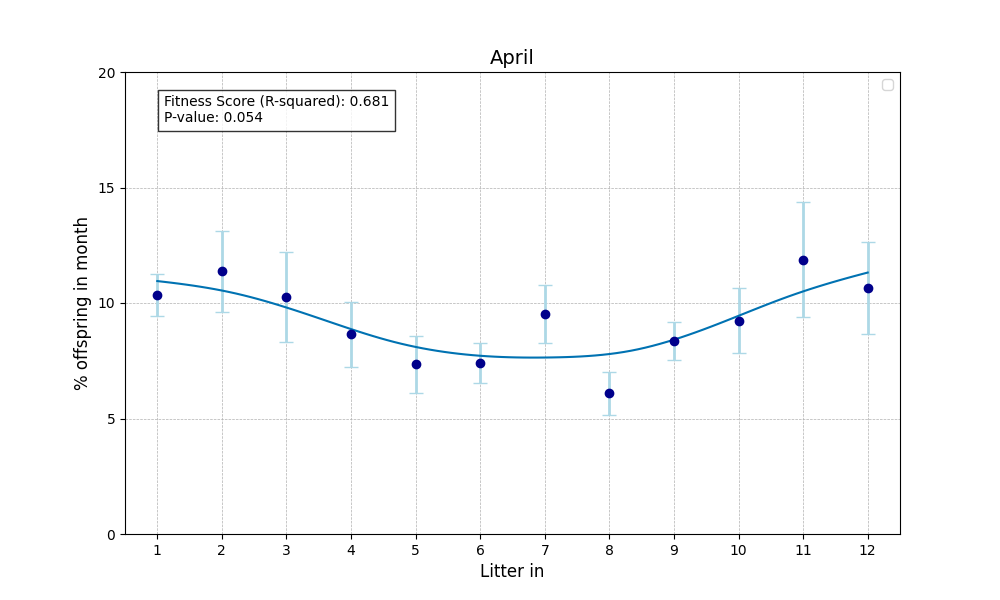 April
Fitness Score (R-squared): 0.681
P-value: 0.054
% offspring in month
20
15
10
5
0
1 2 3 4 5 6 7 8 9 10 11 12
Litter in